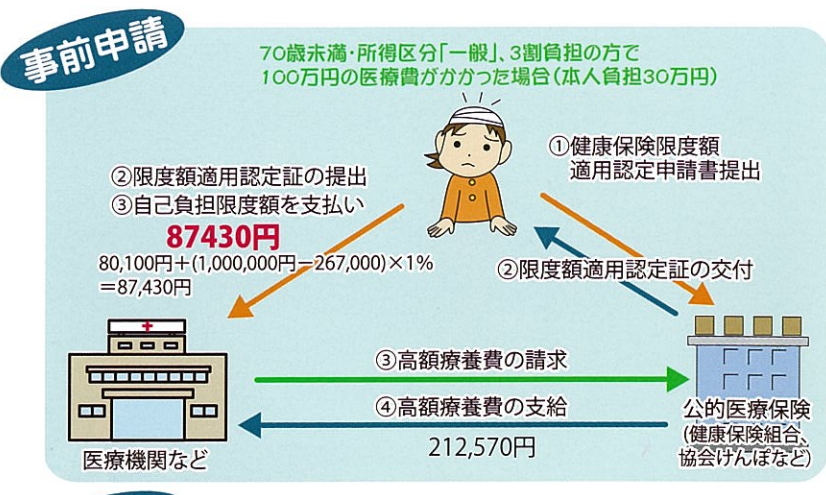 事前申請
70歳未満・所得区分「一般」、3割負担の方で
100万円の医療費がかかった場合(本人負担30万円)
①健康保険限度額
適用認定申請書提出
②限度額適用認定証の提出
③自己負担限度額を支払い
87430円
80,100円+(1,000,000円−267,000)×1%
=87,430円
②限度額適用認定証の交付
③高額療養費の請求
④高額療養費の支給
212,570円
医療機関など
公的医療保険
(健康保険組合、
協会けんぽなど)